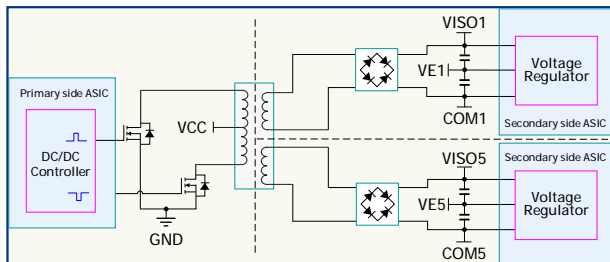 VISO1
Voltage
Regulator
VE1
COM1
Secondary side ASIC
Primary side ASIC
DC/DC
Controller
VCC
GND
Secondary side ASIC
VISO5
Voltage
Regulator
VE5
COM5